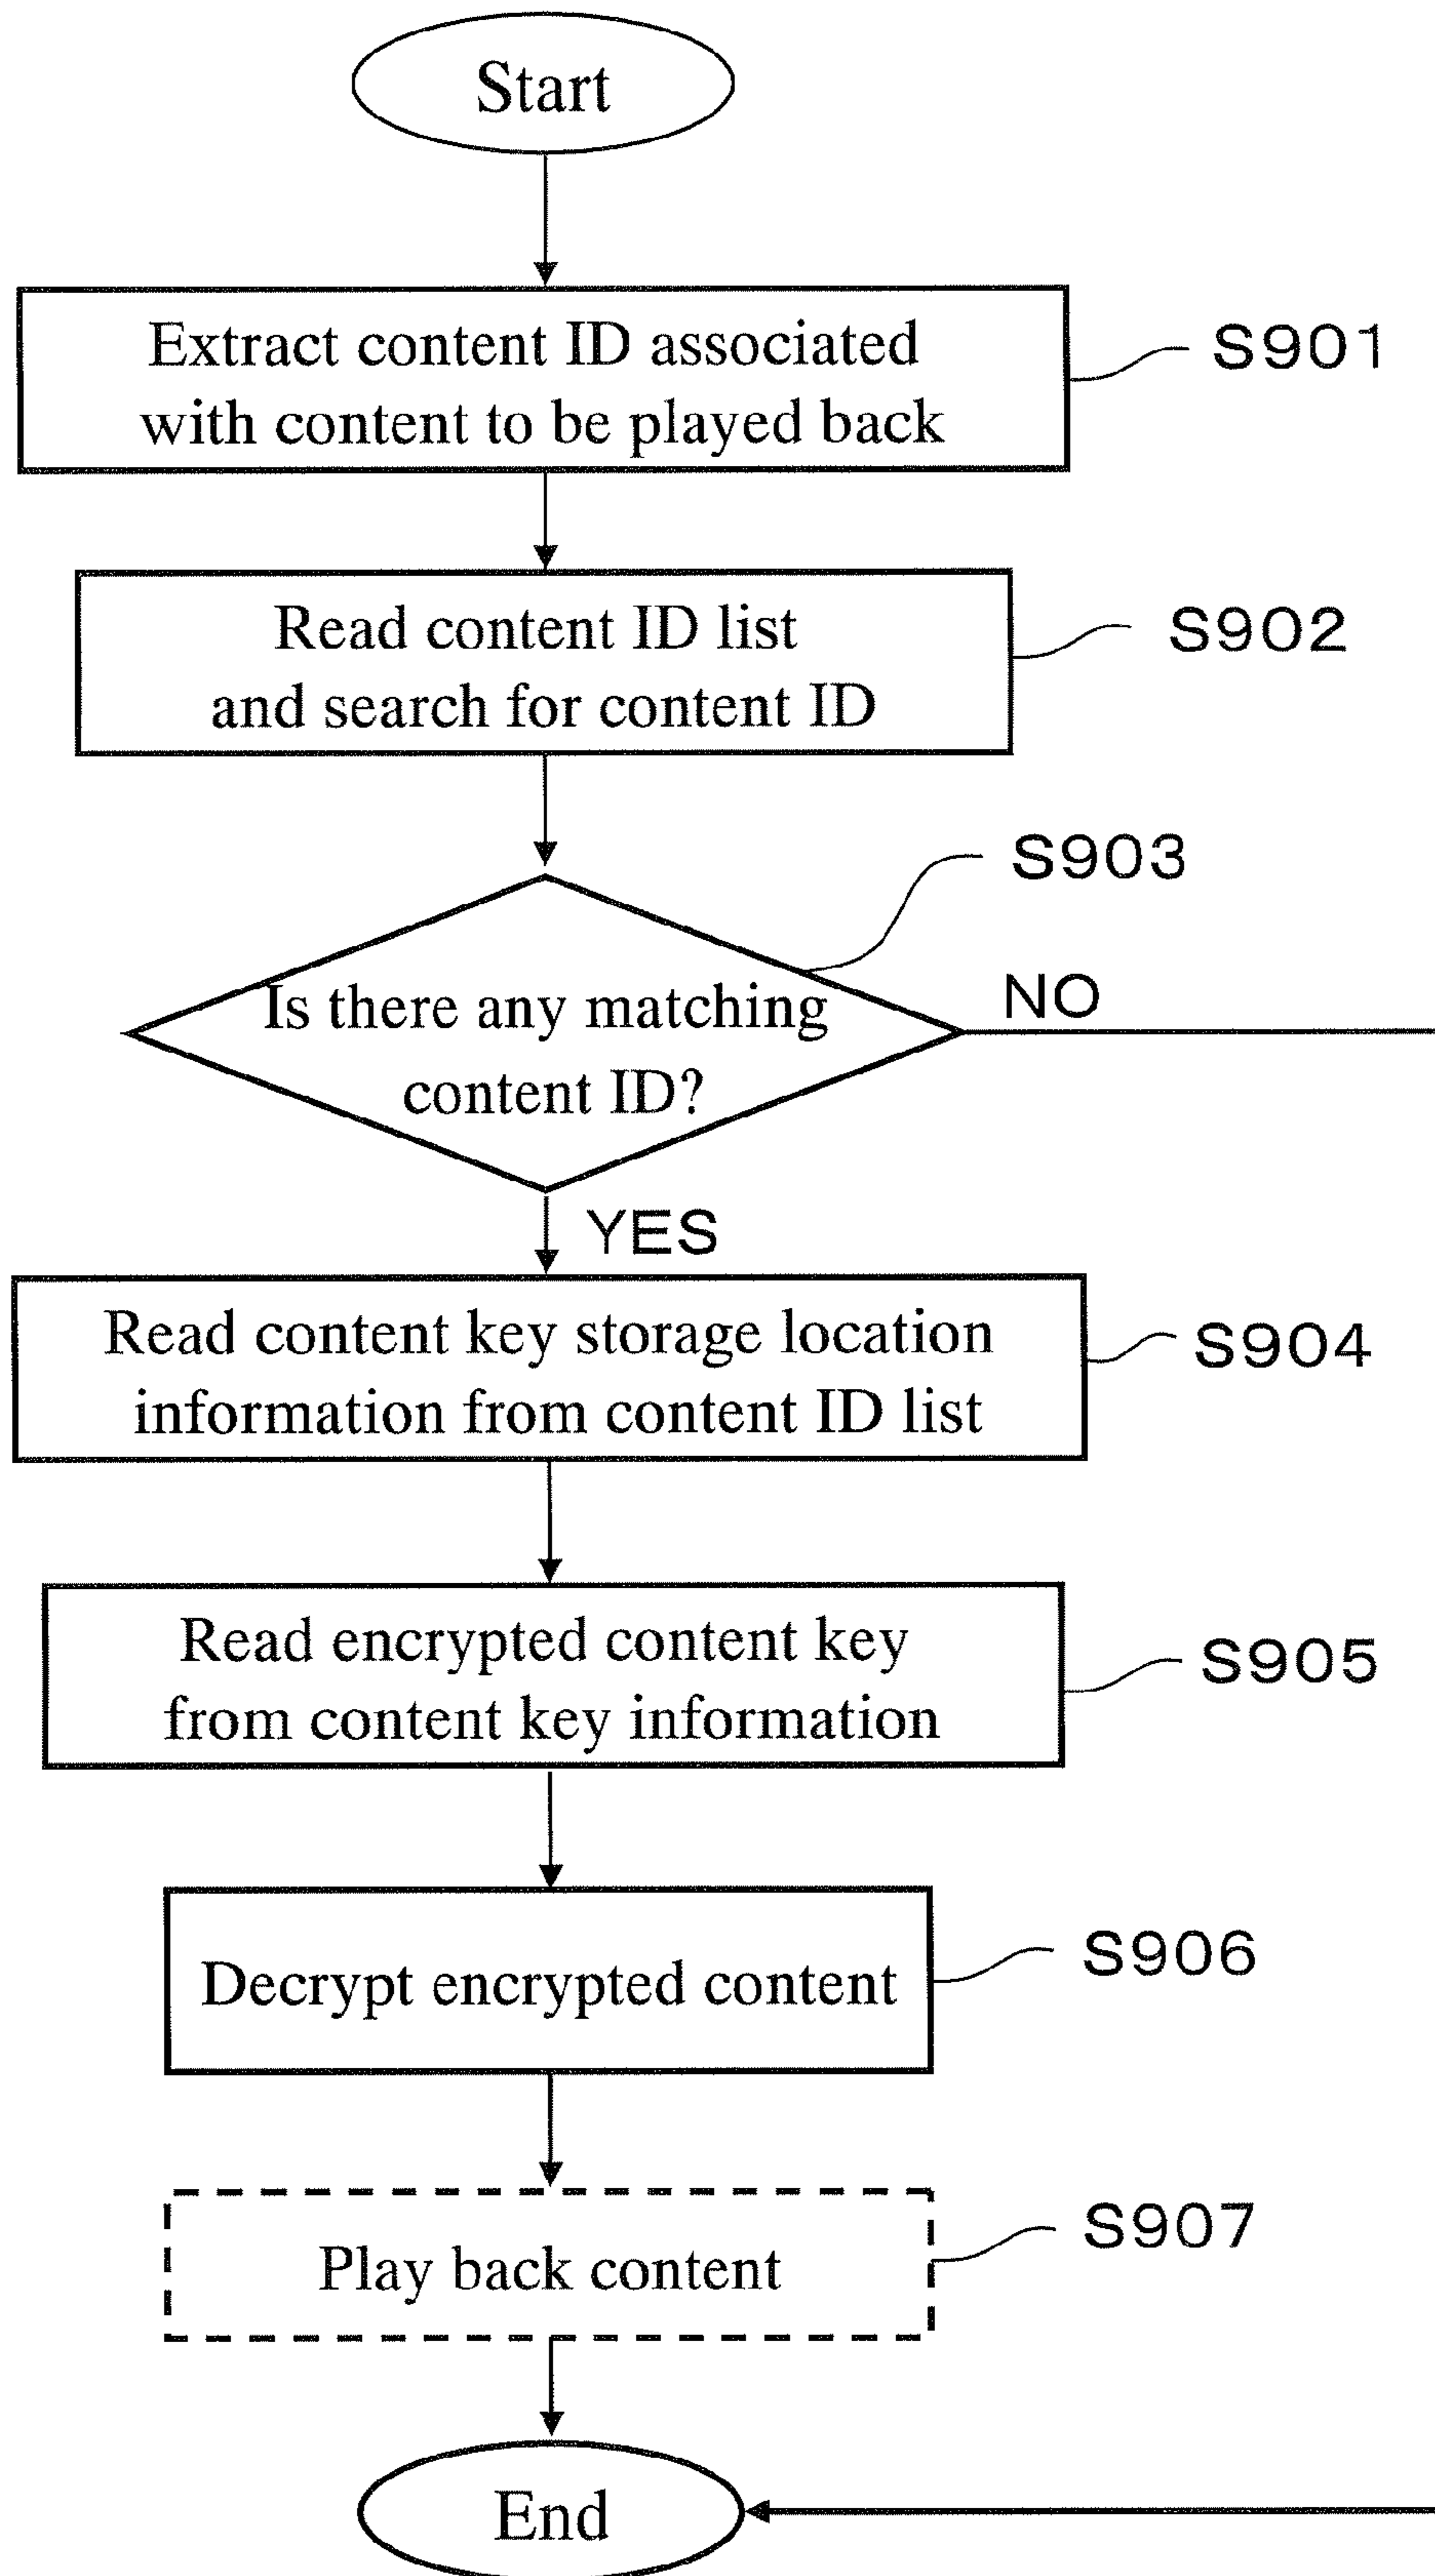 Start
Extract content ID associated
with content to be played back
S901
Read content ID list
and search for content ID
S902
S903
Is there any matching
content ID?
NO
YES
Read content key storage location
information from content ID list
S904
Read encrypted content key
from content key information
S905
Decrypt encrypted content
S906
Play back content
S907
End